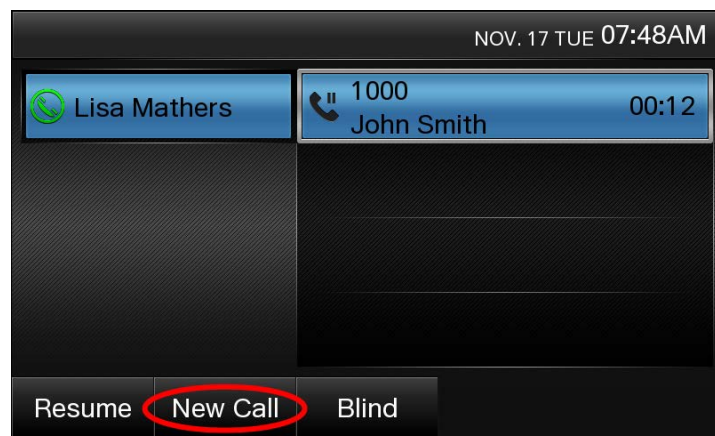 NOV. 17 TUE 07:48AM
Lisa Mathers
1000
John Smith
00:12
Resume
New Call
Blind